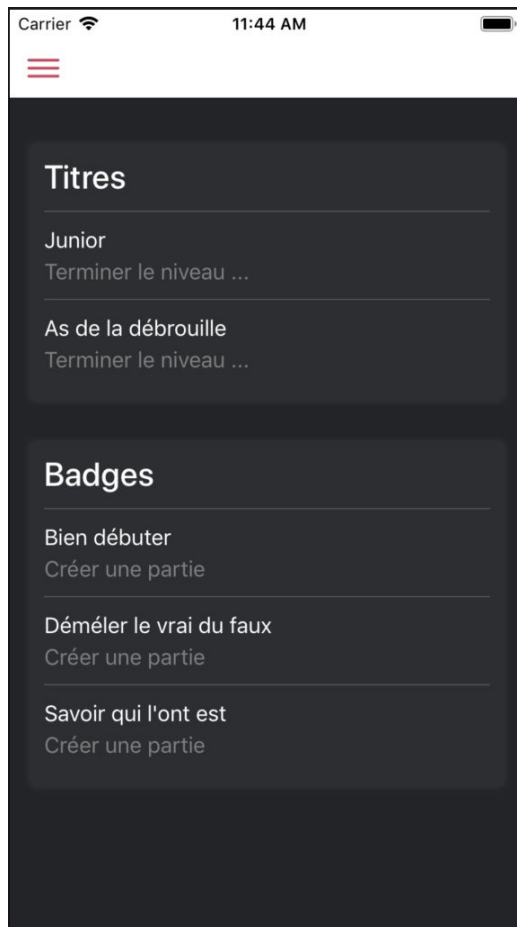 Carrier 11:44 AM
Titres
Junior
Terminer le niveau ...
As de la débrouille
Terminer le niveau ...
Badges
Bien débuter
Créer une partie
Déméler le vrai du faux
Créer une partie
Savoir qui l'ont est
Créer une partie